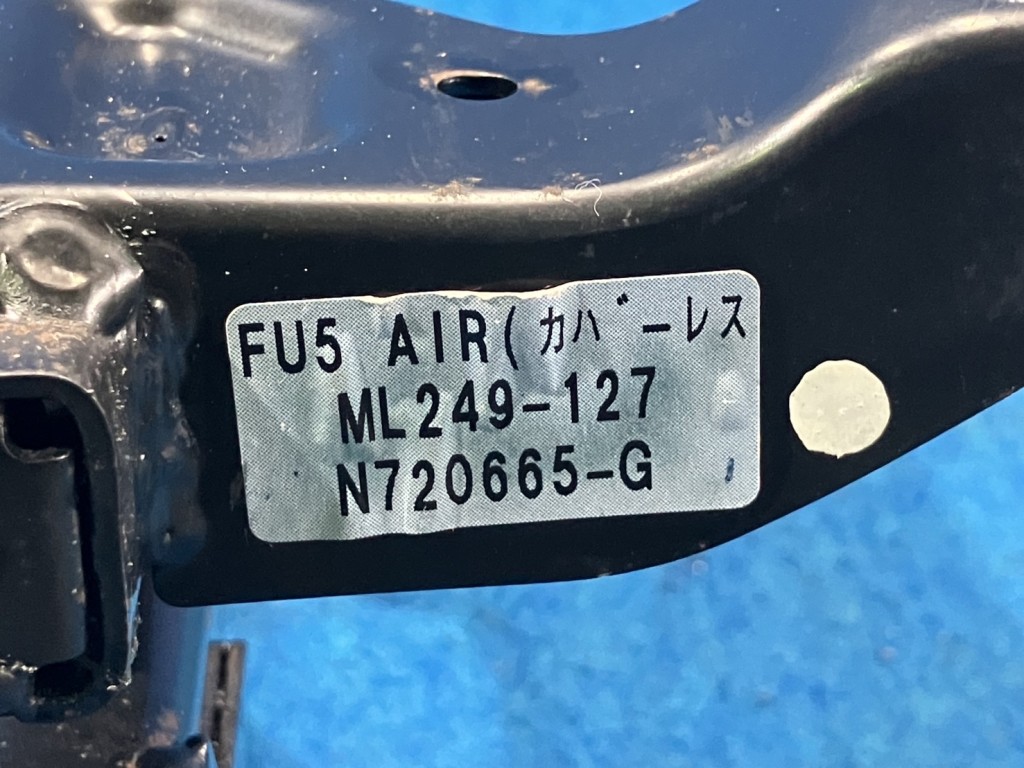 FU5 AIR(ｶﾊﾞｰﾚｽ
ML249-127
N720665-G